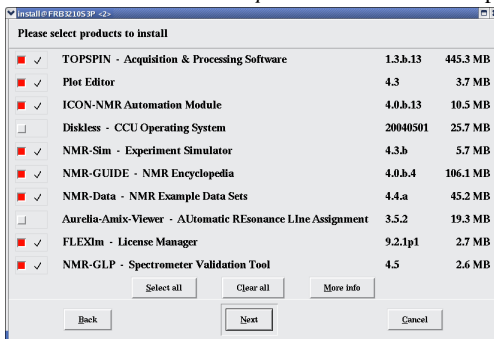 install@FRB3210S3P <2>
Please select products to install
TOPSPIN - Acquisition & Processing Software 1.3.b.13 445.3 MB
Plot Editor 4.3 3.7 MB
ICON-NMR Automation Module 4.0.b.13 10.5 MB
Diskless - CCU Operating System 20040501 25.7 MB
NMR-Sim - Experiment Simulator 4.3.b 5.7 MB
NMR-GUIDE - NMR Encyclopedia 4.0.b.4 106.1 MB
NMR-Data - NMR Example Data Sets 4.4.a 45.2 MB
Aurelia-Amix-Viewer - AUtomatic REsonance LIne Assignment 3.5.2 19.3 MB
FLEXlm - License Manager 9.2.1p1 2.7 MB
NMR-GLP - Spectrometer Validation Tool 4.5 2.6 MB
Select all Clear all More info
Back Next Cancel